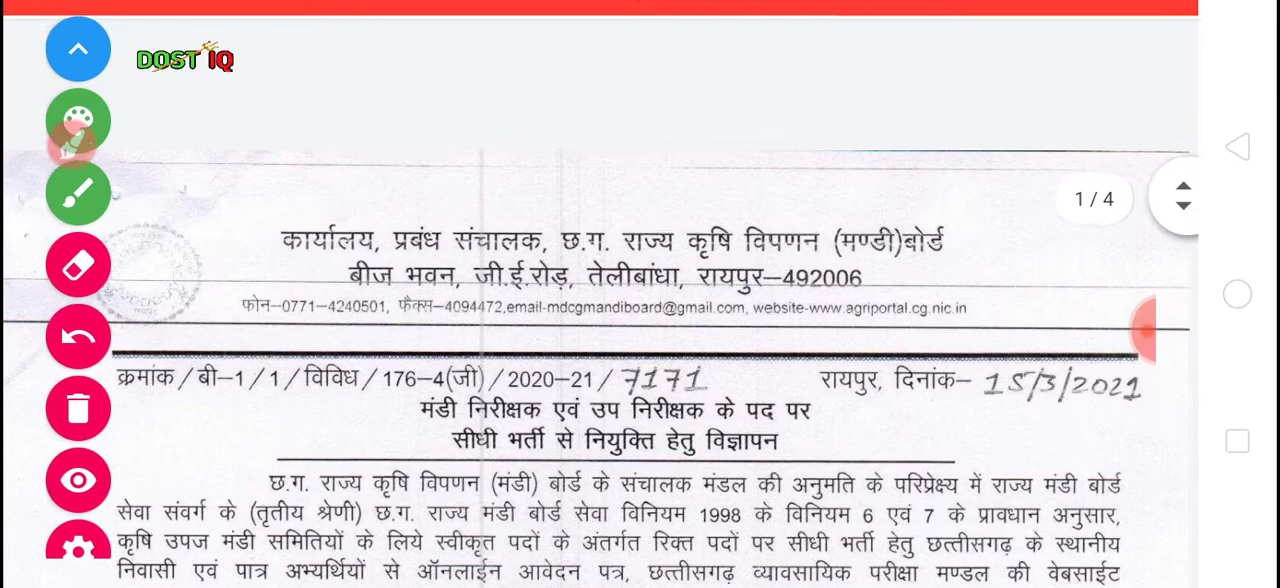 DOST IQ
1 / 4
कार्यालय, प्रबंध संचालक, छ.ग. राज्य कृषि विपणन (मण्डी)बोर्ड
बीज भवन, जी.ई.रोड़, तेलीबांधा, रायपुर–492006
फोन–0771–4240501, फैक्स–4094472,email-mdcgmandiboard@gmail.com, website-www.agriportal.cg.nic.in
क्रमांक / बी–1 / 1 / विविध / 176–4(जी) / 2020–21 / 7171 रायपुर, दिनांक– 15/3/2021
मंडी निरीक्षक एवं उप निरीक्षक के पद पर
सीधी भर्ती से नियुक्ति हेतु विज्ञापन
छ.ग. राज्य कृषि विपणन (मंडी) बोर्ड के संचालक मंडल की अनुमति के परिप्रेक्ष्य में राज्य मंडी बोर्ड
सेवा संवर्ग के (तृतीय श्रेणी) छ.ग. राज्य मंडी बोर्ड सेवा विनियम 1998 के विनियम 6 एवं 7 के प्रावधान अनुसार,
कृषि उपज मंडी समितियों के लिये स्वीकृत पदों के अंतर्गत रिक्त पदों पर सीधी भर्ती हेतु छत्तीसगढ़ के स्थानीय
निवासी एवं पात्र अभ्यर्थियों से ऑनलाईन आवेदन पत्र, छत्तीसगढ़ व्यावसायिक परीक्षा मण्डल की वेबसाईट